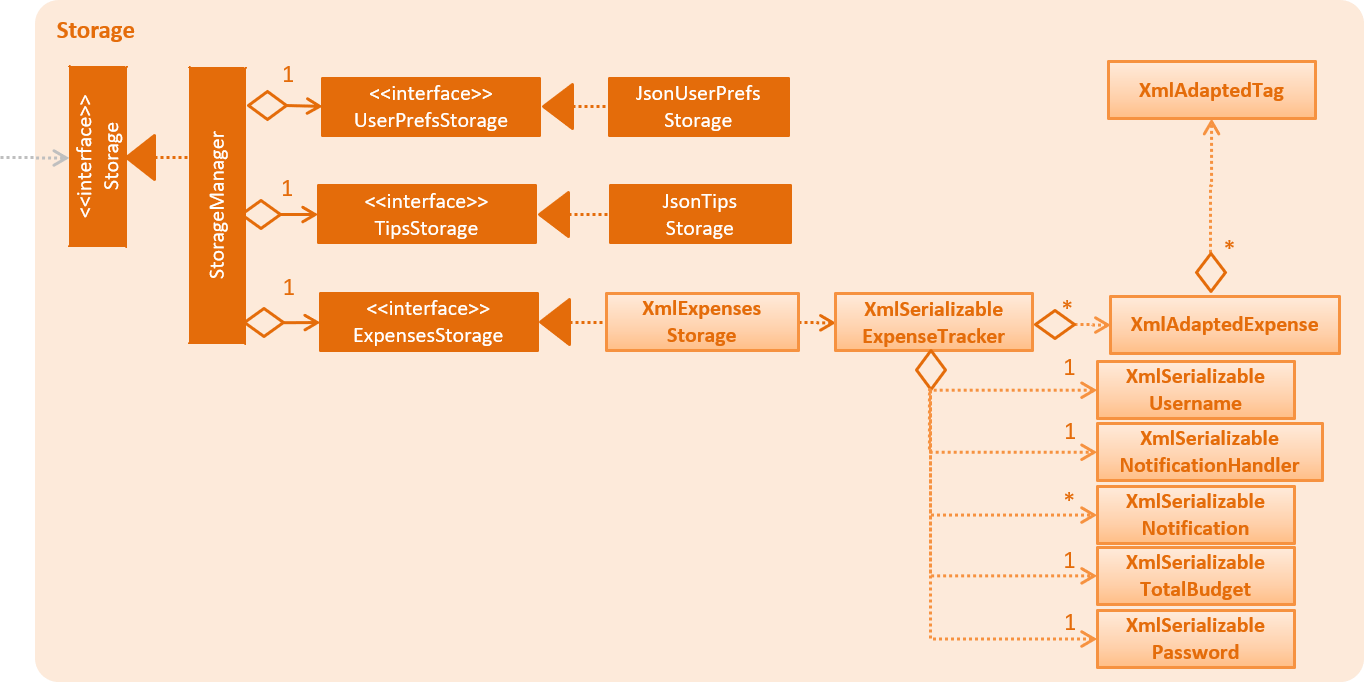 Storage
<<interface>>
Storage
StorageManager
1
<<interface>>
UserPrefsStorage
JsonUserPrefs
Storage
1
<<interface>>
TipsStorage
JsonTips
Storage
1
<<interface>>
ExpensesStorage
XmlExpenses
Storage
XmlSerializable
ExpenseTracker
*
XmlAdaptedExpense
*
XmlAdaptedTag
1
XmlSerializable
Username
1
XmlSerializable
NotificationHandler
*
XmlSerializable
Notification
1
XmlSerializable
TotalBudget
1
XmlSerializable
Password